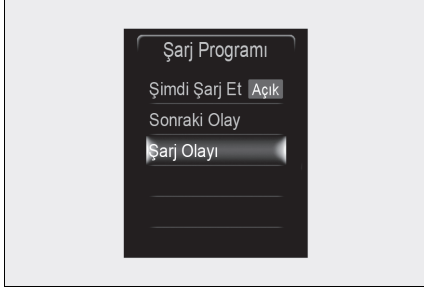 Şarj Programı
Şimdi Şarj Et Açık
Sonraki Olay
Şarj Olayı